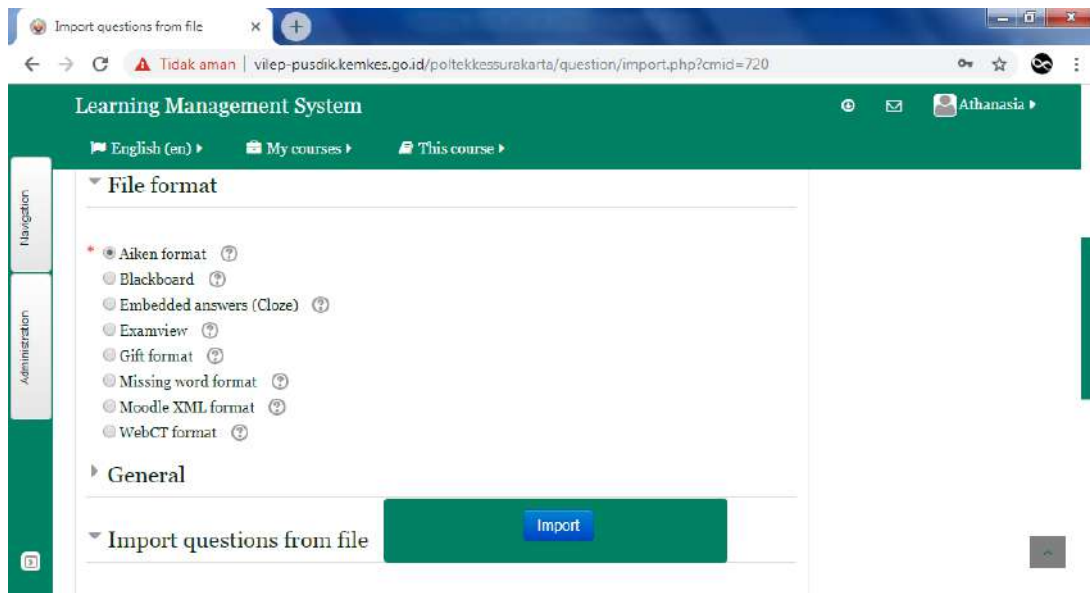 Import questions from file
Tidak aman | vilep-pusdik.kemkes.go.id/poltekkessurakarta/question/import.php?cmid=720
Learning Management System
Athanasia
English (en)
My courses
This course
Navigation
Administration
File format
* Aiken format
Blackboard
Embedded answers (Cloze)
Examview
Gift format
Missing word format
Moodle XML format
WebCT format
General
Import questions from file
Import